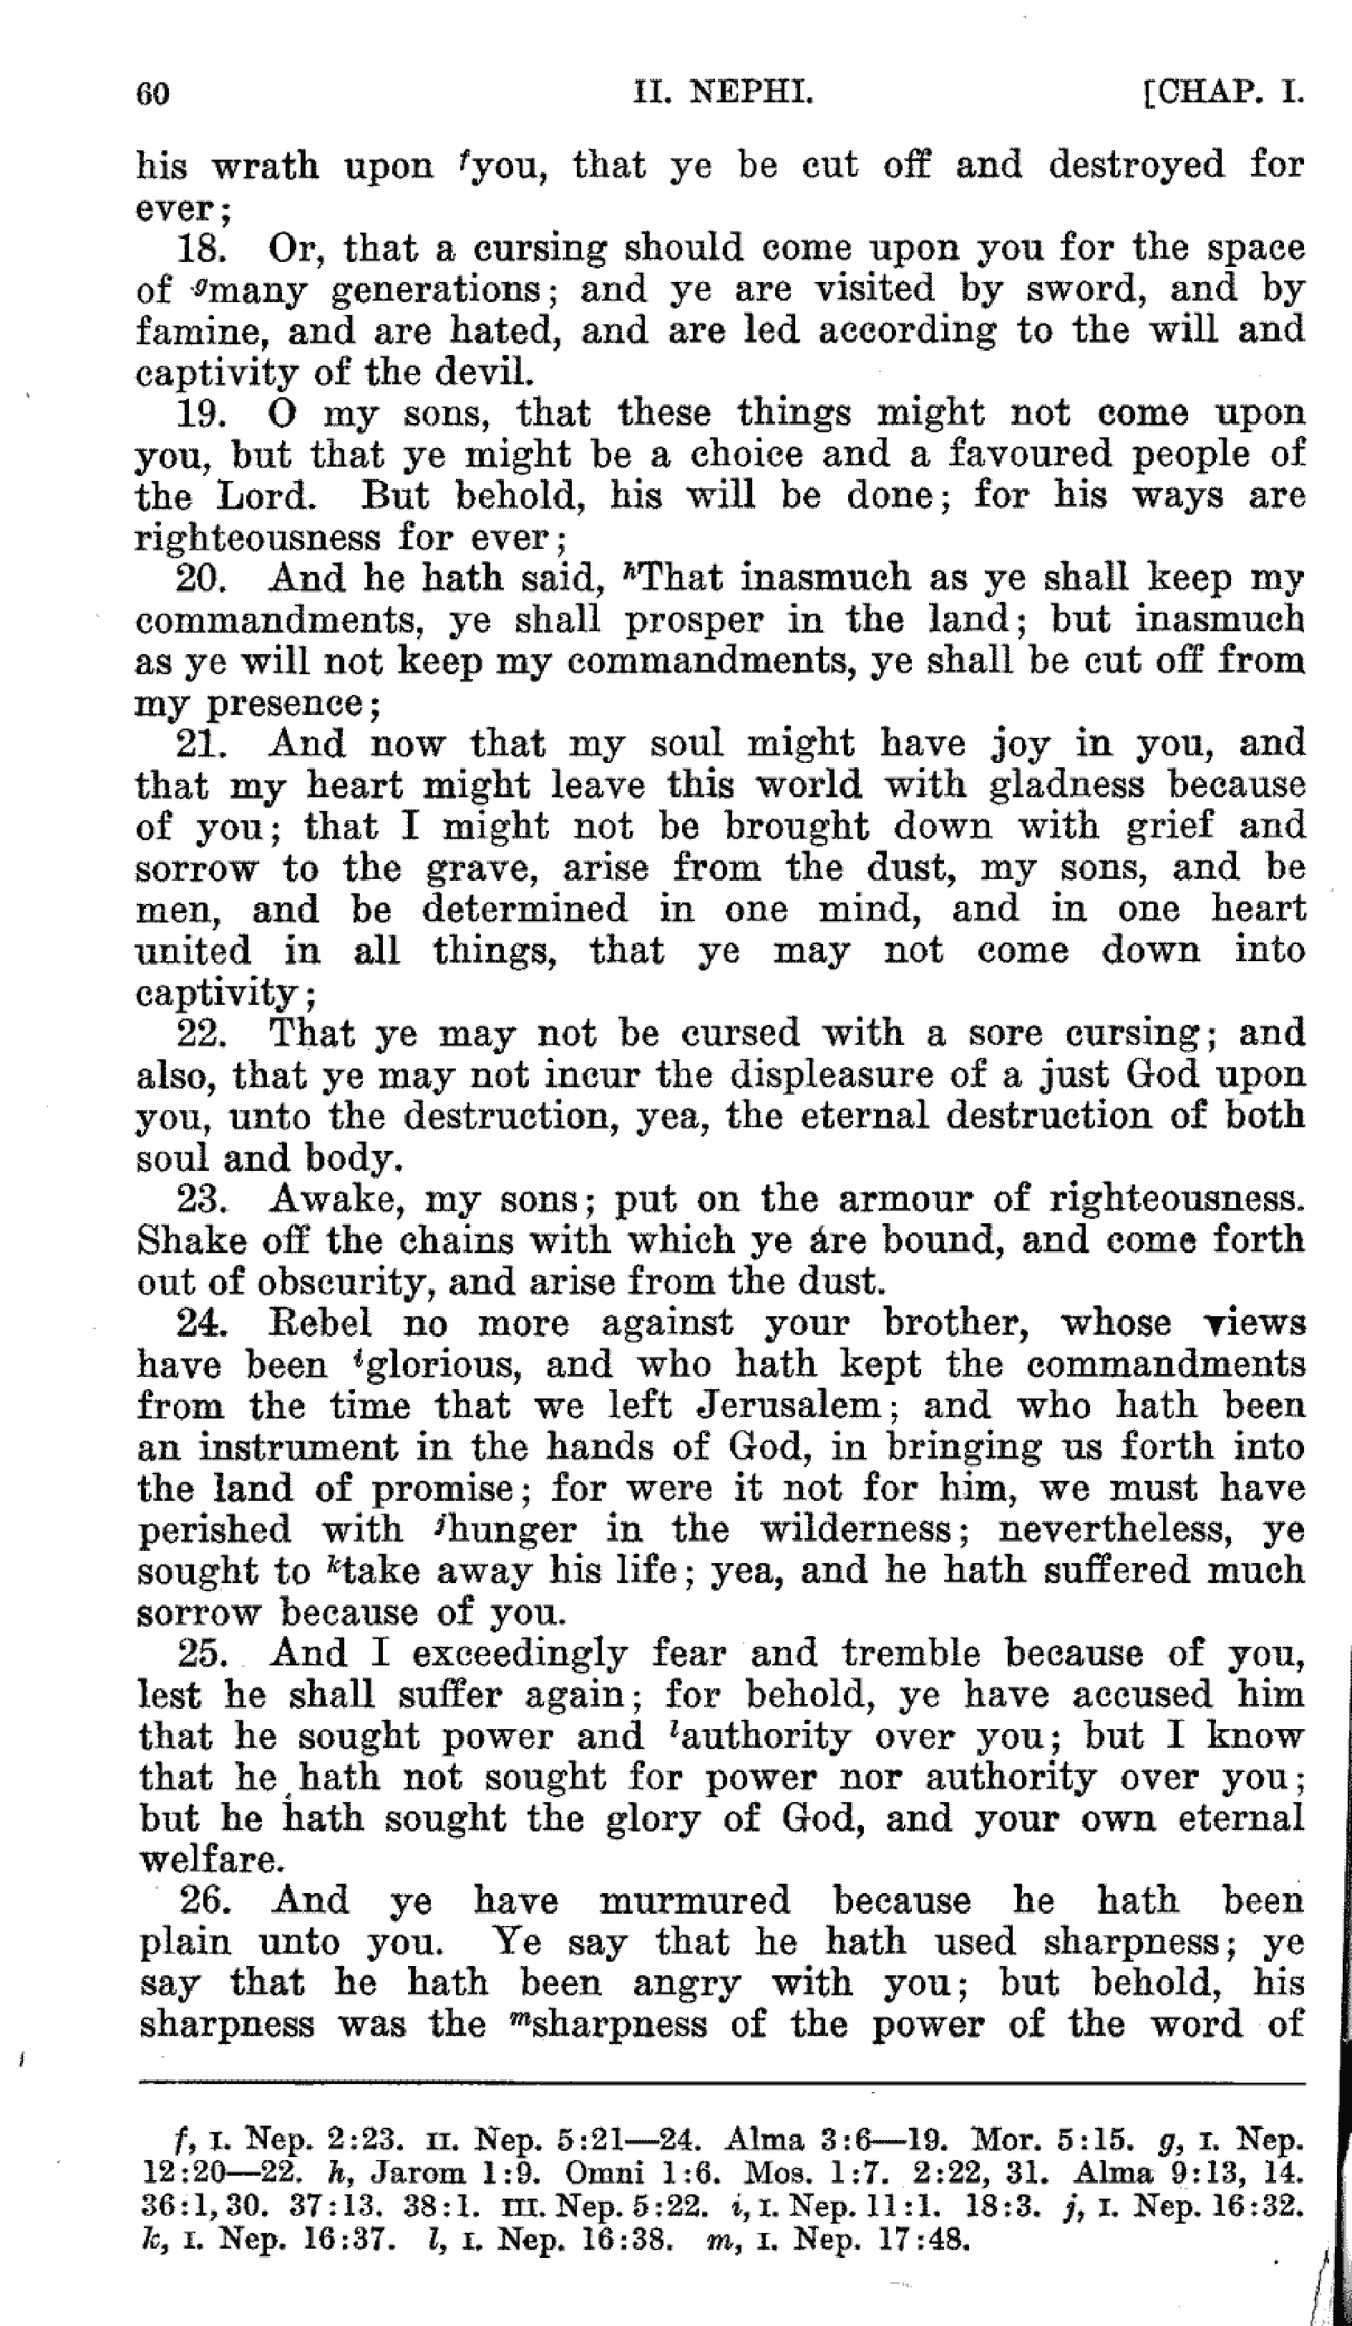 60 II. NEPHI. [CHAP. I.
his wrath upon fyou, that ye be cut off and destroyed for
ever;
18. Or, that a cursing should come upon you for the space
of gmany generations; and ye are visited by sword, and by
famine, and are hated, and are led according to the will and
captivity of the devil.
19. O my sons, that these things might not come upon
you, but that ye might be a choice and a favoured people of
the Lord. But behold, his will be done; for his ways are
righteousness for ever;
20. And he hath said, hThat inasmuch as ye shall keep my
commandments, ye shall prosper in the land; but inasmuch
as ye will not keep my commandments, ye shall be cut off from
my presence;
21. And now that my soul might have joy in you, and
that my heart might leave this world with gladness because
of you; that I might not be brought down with grief and
sorrow to the grave, arise from the dust, my sons, and be
men, and be determined in one mind, and in one heart
united in all things, that ye may not come down into
captivity;
22. That ye may not be cursed with a sore cursing; and
also, that ye may not incur the displeasure of a just God upon
you, unto the destruction, yea, the eternal destruction of both
soul and body.
23. Awake, my sons; put on the armour of righteousness.
Shake off the chains with which ye are bound, and come forth
out of obscurity, and arise from the dust.
24. Rebel no more against your brother, whose views
have been iglorious, and who hath kept the commandments
from the time that we left Jerusalem; and who hath been
an instrument in the hands of God, in bringing us forth into
the land of promise; for were it not for him, we must have
perished with jhunger in the wilderness; nevertheless, ye
sought to ktake away his life; yea, and he hath suffered much
sorrow because of you.
25. And I exceedingly fear and tremble because of you,
lest he shall suffer again; for behold, ye have accused him
that he sought power and lauthority over you; but I know
that he hath not sought for power nor authority over you;
but he hath sought the glory of God, and your own eternal
welfare.
26. And ye have murmured because he hath been
plain unto you. Ye say that he hath used sharpness; ye
say that he hath been angry with you; but behold, his
sharpness was the msharpness of the power of the word of
f, I. Nep. 2:23. II. Nep. 5:21—24. Alma 3:6—19. Mor. 5:15. g, I. Nep.
12:20—22. h, Jarom 1:9. Omni 1:6. Mos. 1:7. 2:22, 31. Alma 9:13, 14.
36:1, 30. 37:13. 38:1. III. Nep. 5:22. i, I. Nep. 11:1. 18:3. j, I. Nep. 16:32.
k, I. Nep. 16:37. l, I. Nep. 16:38. m, I. Nep. 17:48.